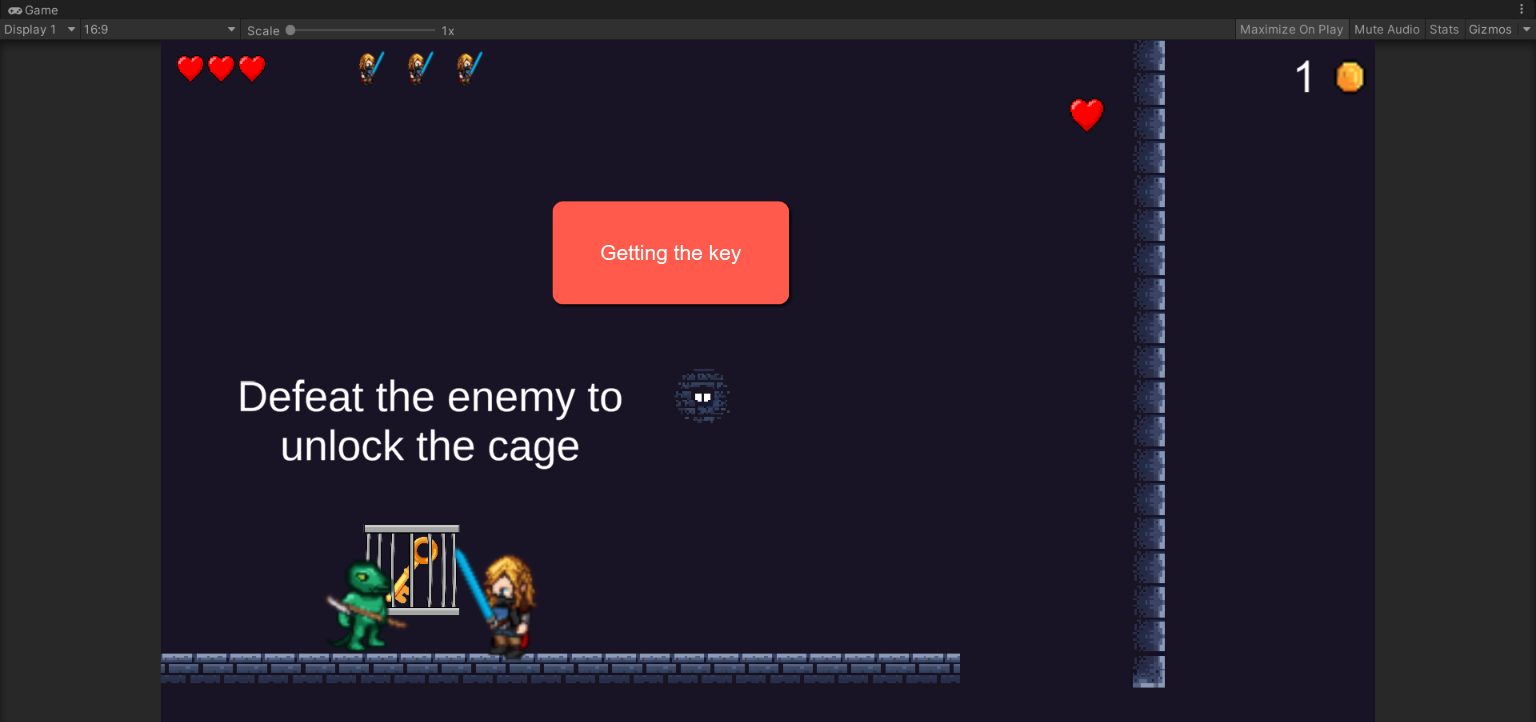 Game
Display 1 16:9 Scale 1x Maximize On Play Mute Audio Stats Gizmos
1
Getting the key
Defeat the enemy to
unlock the cage